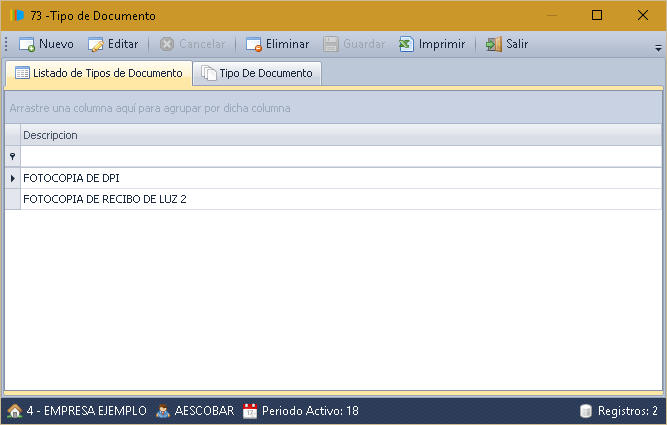 73 -Tipo de Documento
Nuevo Editar Cancelar Eliminar Guardar Imprimir Salir
Listado de Tipos de Documento Tipo De Documento
Arrastre una columna aquí para agrupar por dicha columna
Descripcion
FOTOCOPIA DE DPI
FOTOCOPIA DE RECIBO DE LUZ 2
4 - EMPRESA EJEMPLO AESCOBAR Periodo Activo: 18 Registros: 2